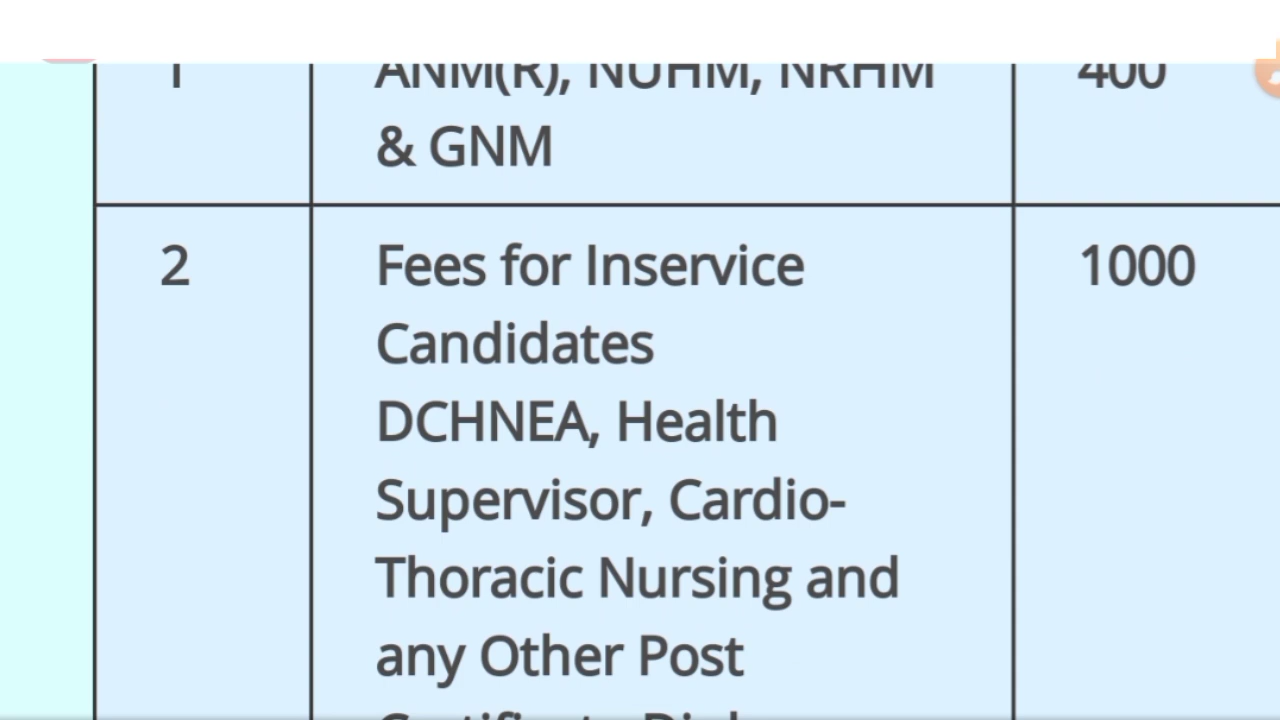 1
ANM(R), NUHM, NRHM
& GNM
400
2
Fees for Inservice
Candidates
DCHNEA, Health
Supervisor, Cardio-
Thoracic Nursing and
any Other Post
1000